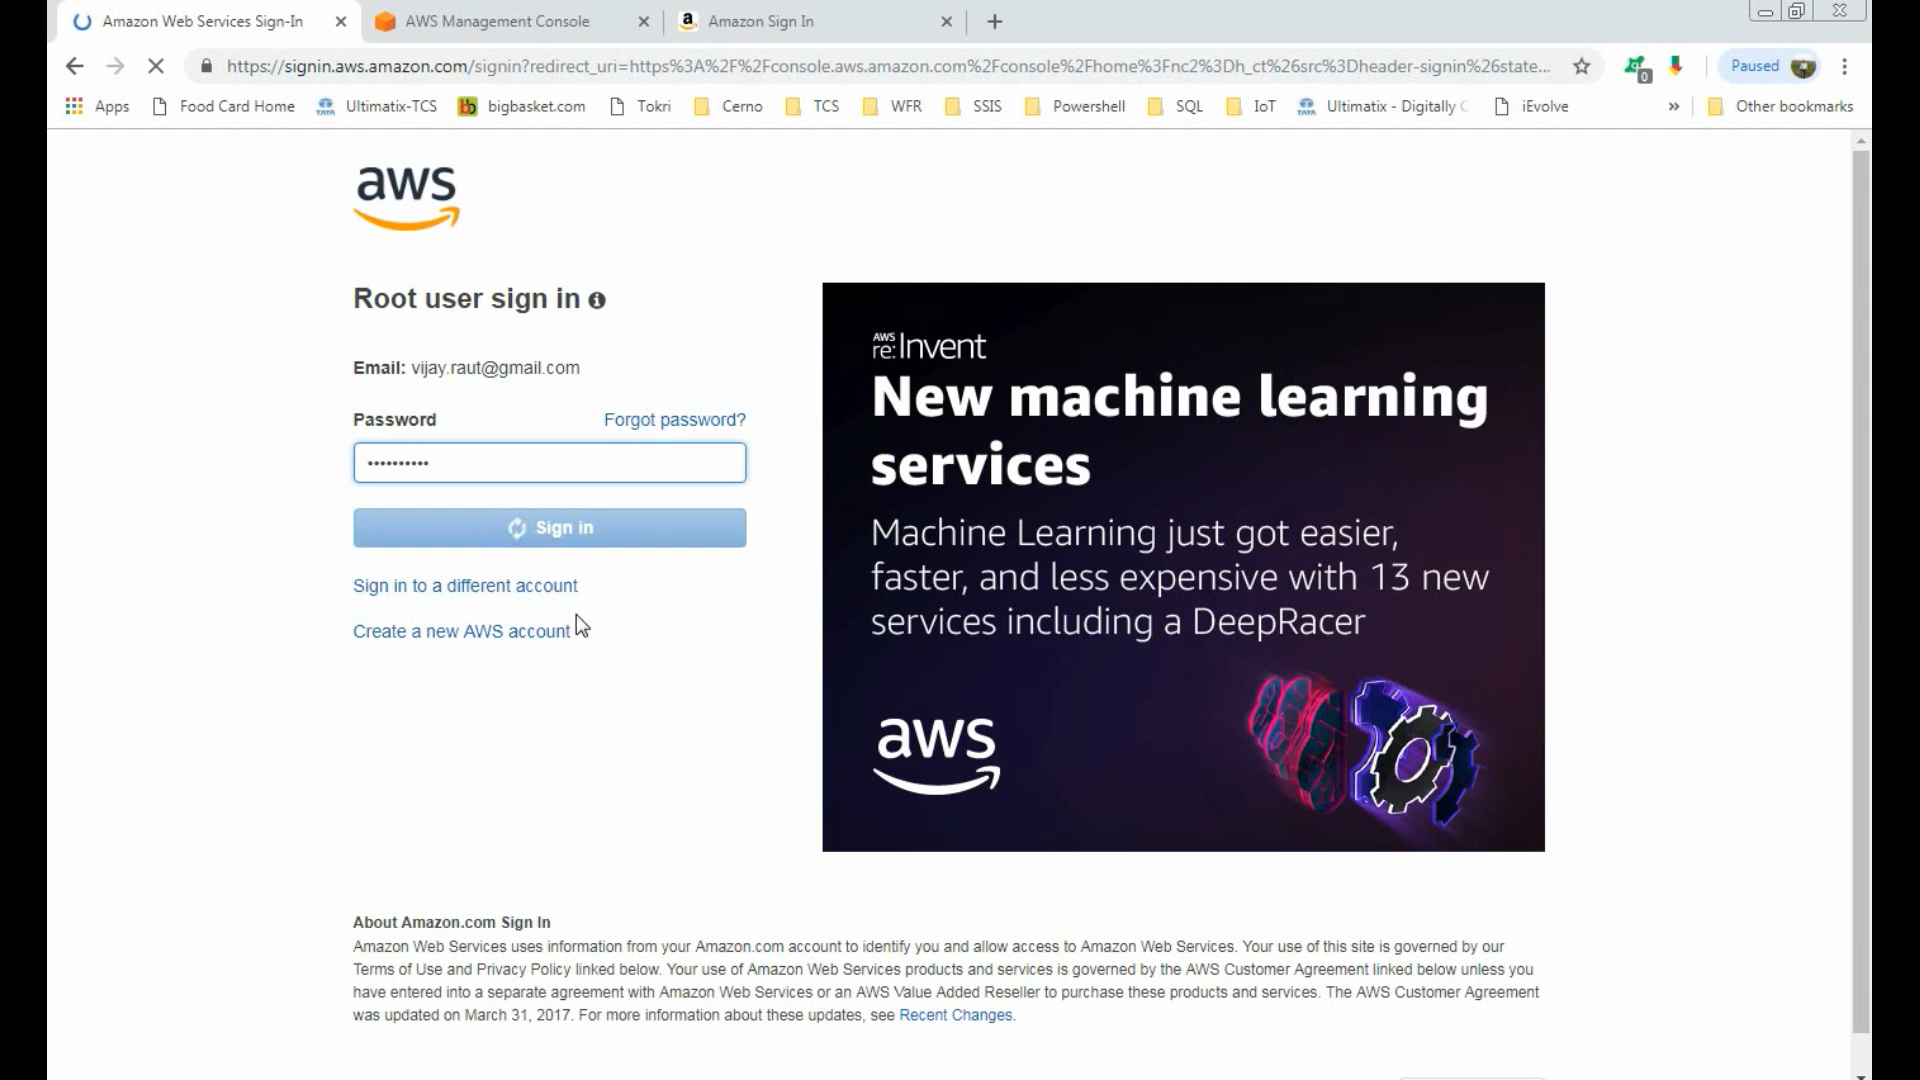 Amazon Web Services Sign-In
AWS Management Console
Amazon Sign In
https://signin.aws.amazon.com/signin?redirect_uri=https%3A%2F%2Fconsole.aws.amazon.com%2Fconsole%2Fhome%3Fnc2%3Dh_ct%26src%3Dheader-signin%26state...
0
Paused
Apps
Food Card Home
TATA
Ultimatix-TCS
bb
bigbasket.com
Tokri
Cerno
TCS
WFR
SSIS
Powershell
SQL
IoT
TATA
Ultimatix - Digitally
iEvolve
»
Other bookmarks
aws
Root user sign in
Email: vijay.raut@gmail.com
Password
Forgot password?
••••••••••
Sign in
Sign in to a different account
Create a new AWS account
AWS
re:Invent
New machine learning
services
Machine Learning just got easier,
faster, and less expensive with 13 new
services including a DeepRacer
aws
About Amazon.com Sign In
Amazon Web Services uses information from your Amazon.com account to identify you and allow access to Amazon Web Services. Your use of this site is governed by our
Terms of Use and Privacy Policy linked below. Your use of Amazon Web Services products and services is governed by the AWS Customer Agreement linked below unless you
have entered into a separate agreement with Amazon Web Services or an AWS Value Added Reseller to purchase these products and services. The AWS Customer Agreement
was updated on March 31, 2017. For more information about these updates, see Recent Changes.